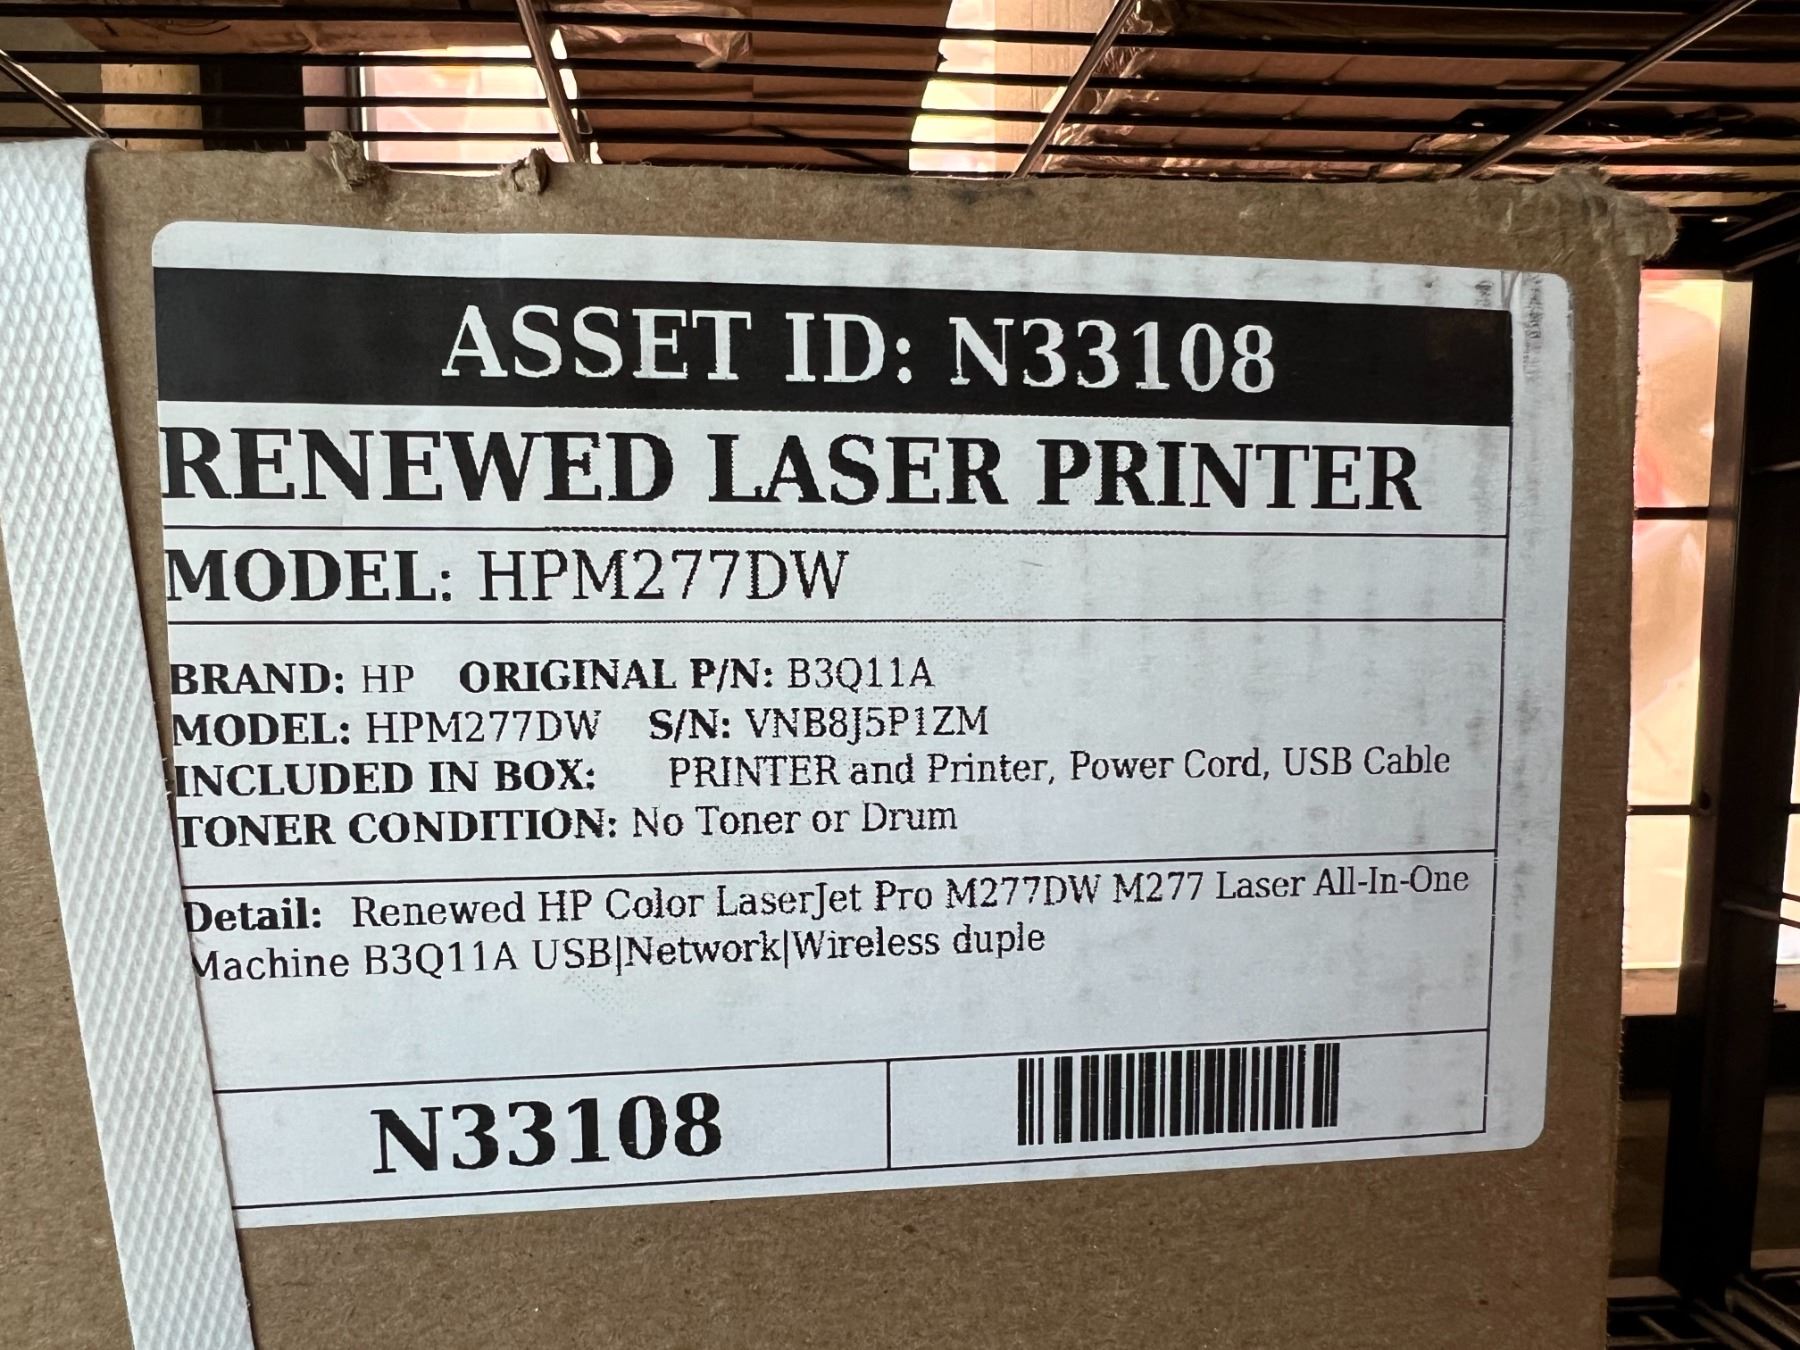 ASSET ID: N33108
RENEWED LASER PRINTER
MODEL: HPM277DW
BRAND: HP ORIGINAL P/N: B3Q11A
MODEL: HPM277DW S/N: VNB8J5P1ZM
INCLUDED IN BOX: PRINTER and Printer, Power Cord, USB Cable
TONER CONDITION: No Toner or Drum
Detail: Renewed HP Color LaserJet Pro M277DW M277 Laser All-In-One
Machine B3Q11A USB|Network|Wireless duple
N33108